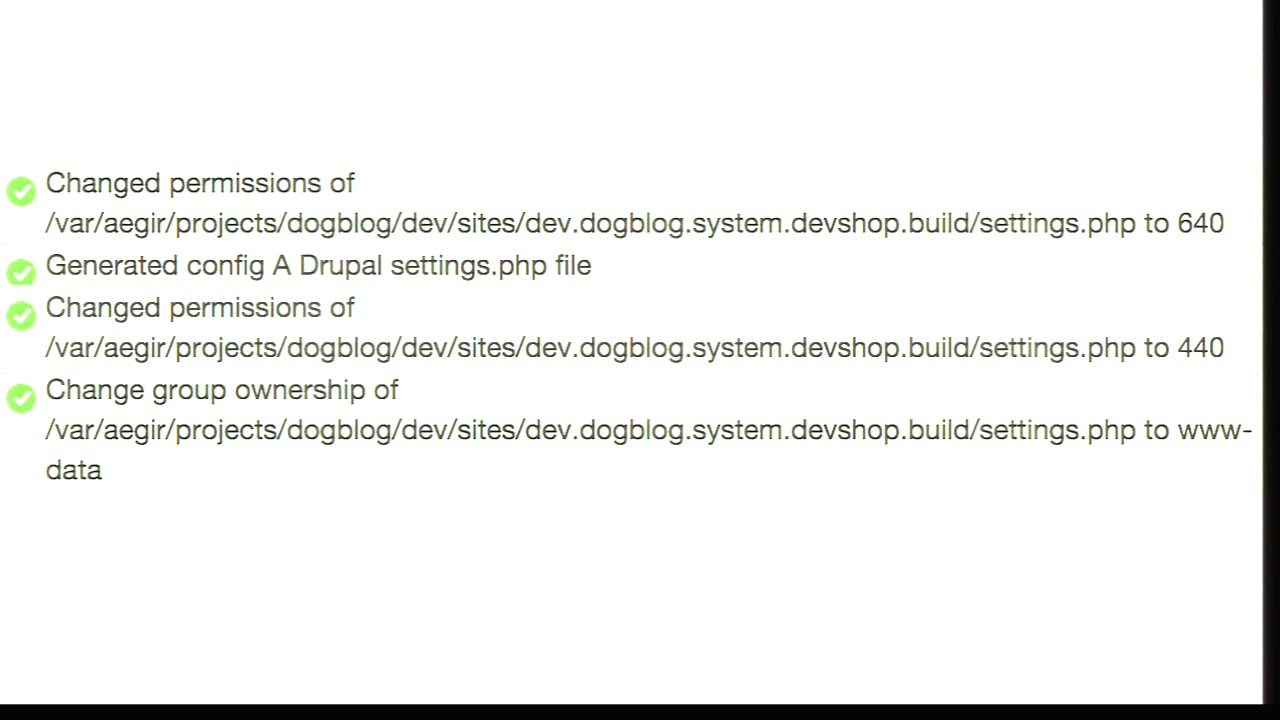 Changed permissions of
/var/aegir/projects/dogblog/dev/sites/dev.dogblog.system.devshop.build/settings.php to 640
Generated config A Drupal settings.php file
Changed permissions of
/var/aegir/projects/dogblog/dev/sites/dev.dogblog.system.devshop.build/settings.php to 440
Change group ownership of
/var/aegir/projects/dogblog/dev/sites/dev.dogblog.system.devshop.build/settings.php to www-
data